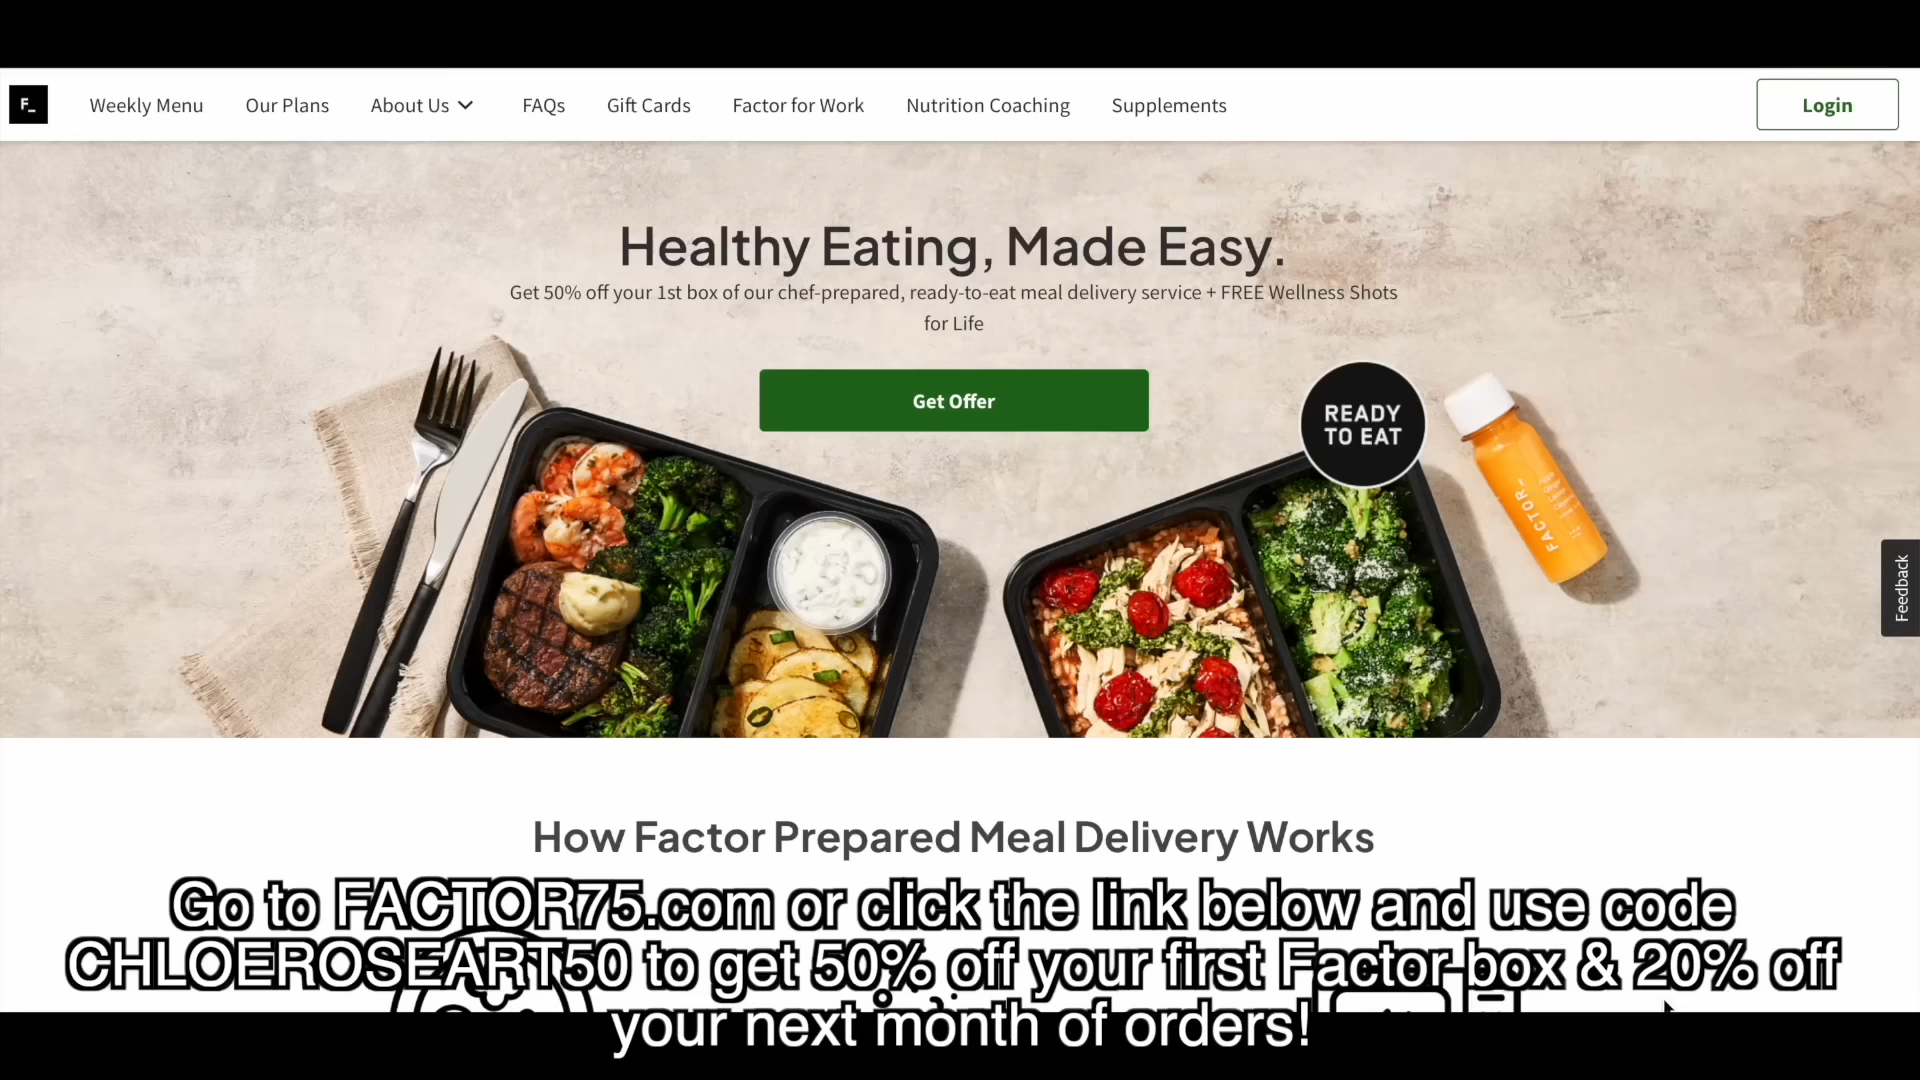 F_
Weekly Menu
Our Plans
About Us
FAQs
Gift Cards
Factor for Work
Nutrition Coaching
Supplements
Login
Healthy Eating, Made Easy.
Get 50% off your 1st box of our chef-prepared, ready-to-eat meal delivery service + FREE Wellness Shots
for Life
Get Offer
READY
TO EAT
FACTOR_
Feedback
How Factor Prepared Meal Delivery Works
Go to FACTOR75.com or click the link below and use code
CHLOEROSEART50 to get 50% off your first Factor box & 20% off
your next month of orders!